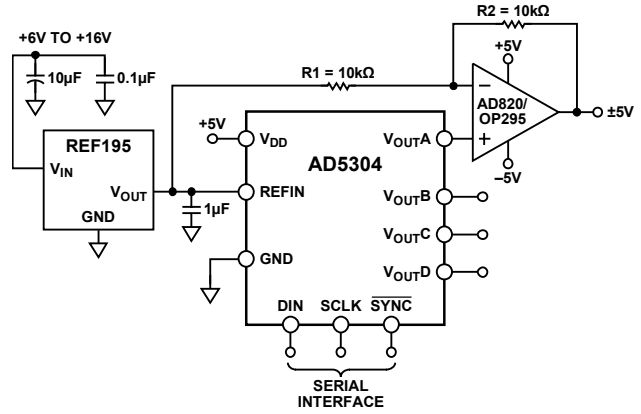 R2 = 10kΩ
+6V TO +16V
+5V
R1 = 10kΩ
10µF
0.1µF
AD820/
OP295
±5V
REF195
+5V
VDD
AD5304
VOUTA
−
+
VIN
–5V
VOUT
REFIN
VOUTB
GND
1µF
VOUTC
GND
VOUTD
DIN
SCLK
SYNC
SERIAL
INTERFACE